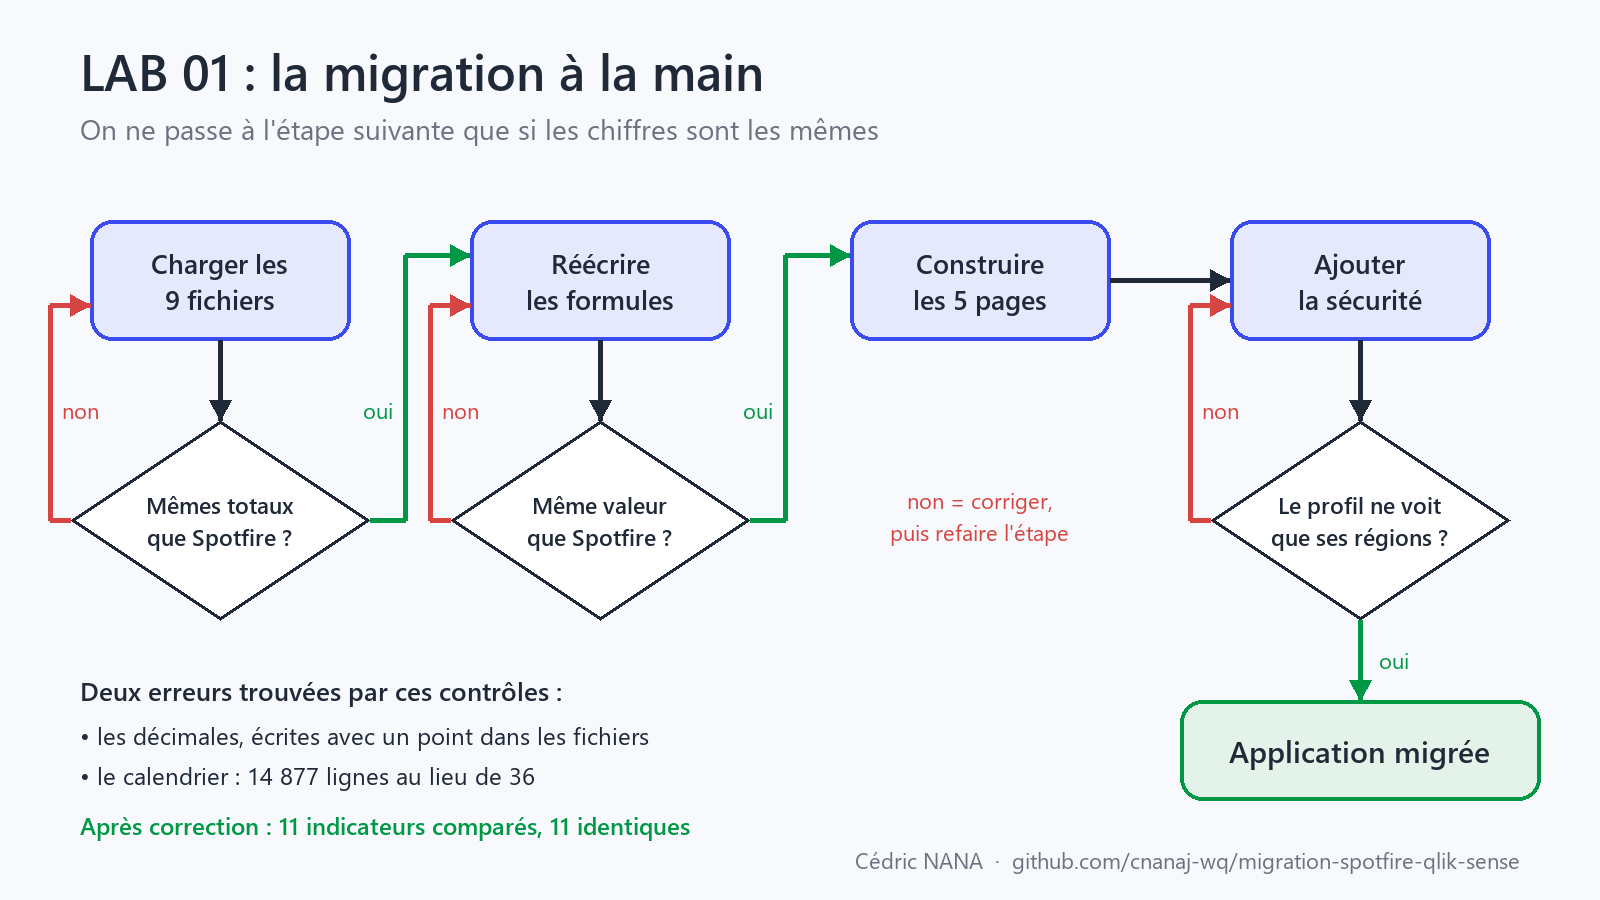 LAB 01 : la migration à la main
On ne passe à l'étape suivante que si les chiffres sont les mêmes
Charger les
9 fichiers
Réécrire
les formules
Construire
les 5 pages
Ajouter
la sécurité
non
oui
non
oui
non
Mêmes totaux
que Spotfire ?
Même valeur
que Spotfire ?
non = corriger,
puis refaire l'étape
Le profil ne voit
que ses régions ?
oui
Application migrée
Deux erreurs trouvées par ces contrôles :
• les décimales, écrites avec un point dans les fichiers
• le calendrier : 14 877 lignes au lieu de 36
Après correction : 11 indicateurs comparés, 11 identiques
Cédric NANA · github.com/cnanaj-wq/migration-spotfire-qlik-sense